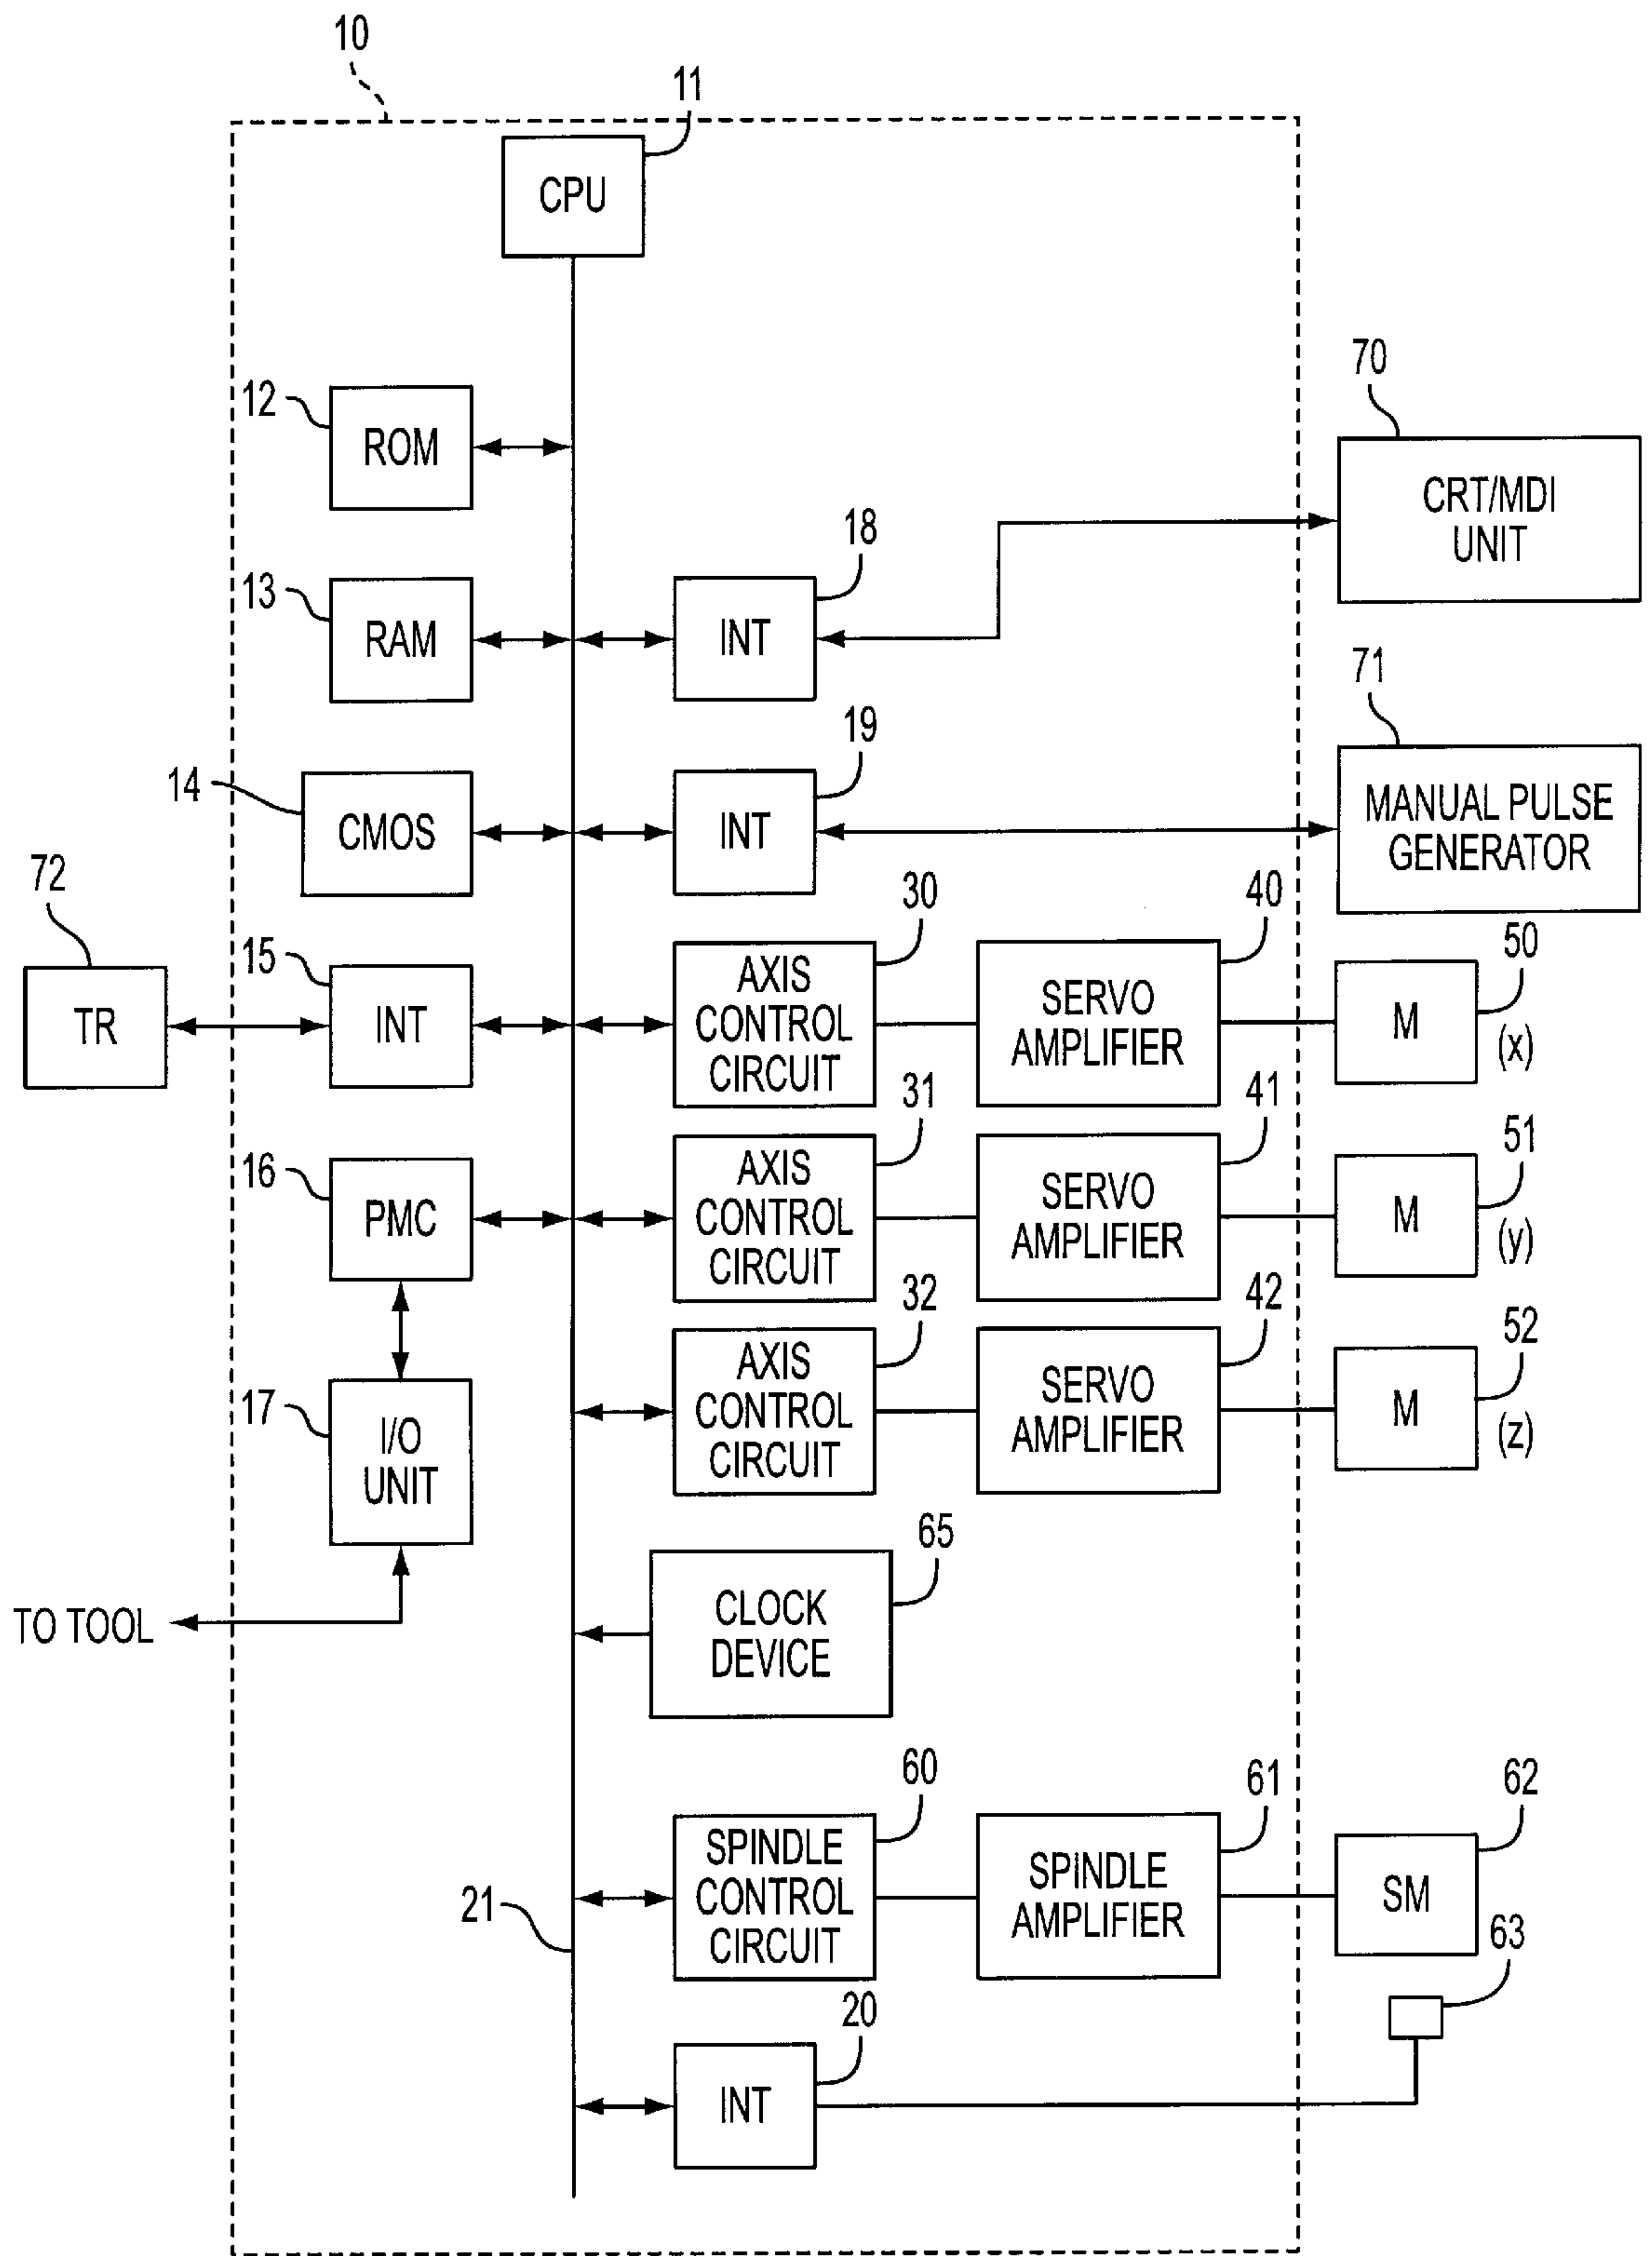 10
11
CPU
12
ROM
70
CRT/MDI
UNIT
18
INT
13
RAM
71
MANUAL PULSE
GENERATOR
19
INT
14
CMOS
72
TR
15
INT
30
AXIS
CONTROL
CIRCUIT
40
SERVO
AMPLIFIER
50
M
(x)
16
PMC
31
AXIS
CONTROL
CIRCUIT
41
SERVO
AMPLIFIER
51
M
(y)
17
I/O
UNIT
32
AXIS
CONTROL
CIRCUIT
42
SERVO
AMPLIFIER
52
M
(z)
TO TOOL
65
CLOCK
DEVICE
21
60
SPINDLE
CONTROL
CIRCUIT
61
SPINDLE
AMPLIFIER
62
SM
63
20
INT